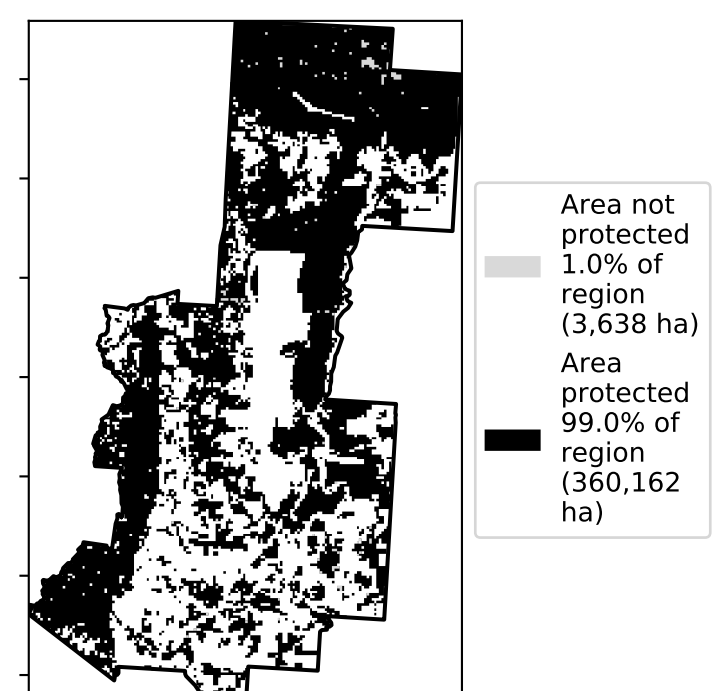 Area not
protected
1.0% of
region
(3,638 ha)
Area
protected
99.0% of
region
(360,162
ha)